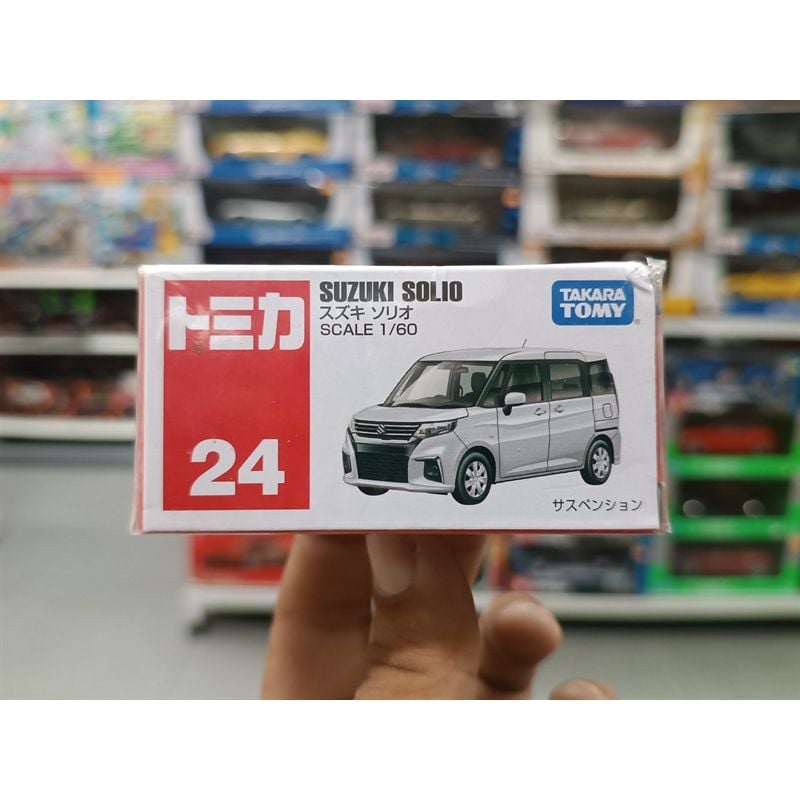 トミカ
24
SUZUKI SOLIO
スズキ ソリオ
SCALE 1/60
TAKARA
TOMY
®
サスペンション